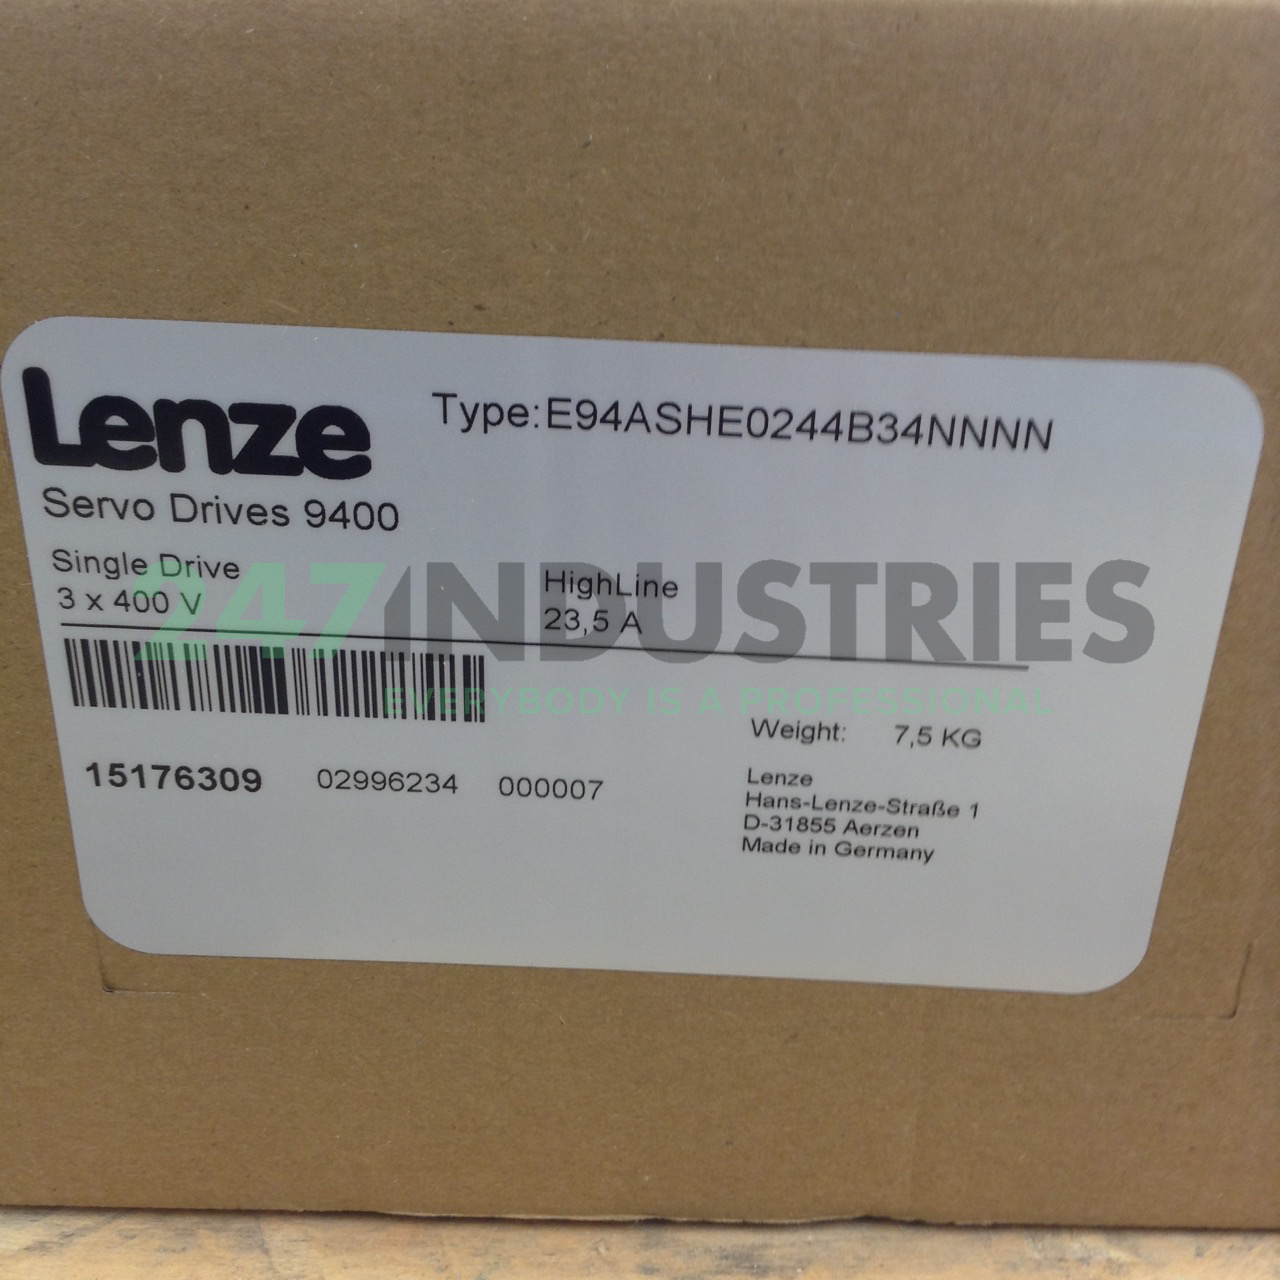 Lenze
Type:E94ASHE0244B34NNNN
Servo Drives 9400
Single Drive
HighLine
3 x 400 V
23,5 A
247INDUSTRIES
EVERYBODY IS A PROFESSIONAL
Weight: 7,5 KG
15176309 02996234 000007
Lenze
Hans-Lenze-Straße 1
D-31855 Aerzen
Made in Germany